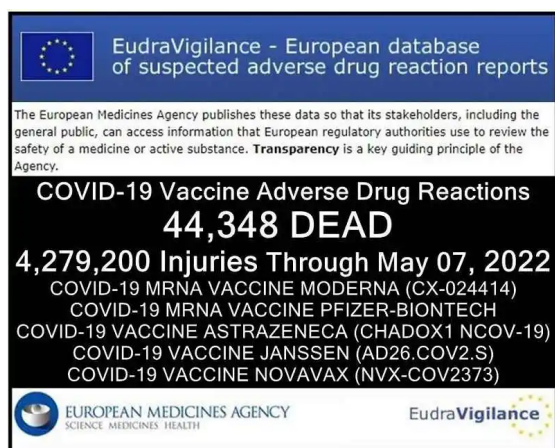 EudraVigilance - European database
of suspected adverse drug reaction reports
The European Medicines Agency publishes these data so that its stakeholders, including the
general public, can access information that European regulatory authorities use to review the
safety of a medicine or active substance. Transparency is a key guiding principle of the
Agency.
COVID-19 Vaccine Adverse Drug Reactions
44,348 DEAD
4,279,200 Injuries Through May 07, 2022
COVID-19 MRNA VACCINE MODERNA (CX-024414)
COVID-19 MRNA VACCINE PFIZER-BIONTECH
COVID-19 VACCINE ASTRAZENECA (CHADOX1 NCOV-19)
COVID-19 VACCINE JANSSEN (AD26.COV2.S)
COVID-19 VACCINE NOVAVAX (NVX-COV2373)
EUROPEAN MEDICINES AGENCY
SCIENCE MEDICINES HEALTH
EudraVigilance